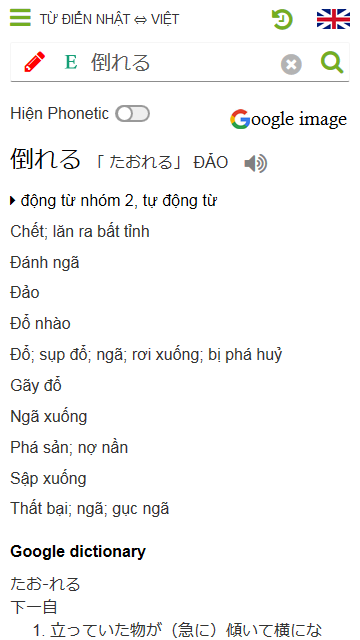 TỪ ĐIỂN NHẬT ⇔ VIỆT
E 倒れる
Hiện Phonetic
Google image
倒れる 「 たおれる」 ĐẢO
động từ nhóm 2, tự động từ
Chết; lăn ra bất tỉnh
Đánh ngã
Đảo
Đổ nhào
Đổ; sụp đổ; ngã; rơi xuống; bị phá huỷ
Gãy đổ
Ngã xuống
Phá sản; nợ nần
Sập xuống
Thất bại; ngã; gục ngã
Google dictionary
たお‐れる
下一自
1. 立っていた物が（急に）傾いて横にな